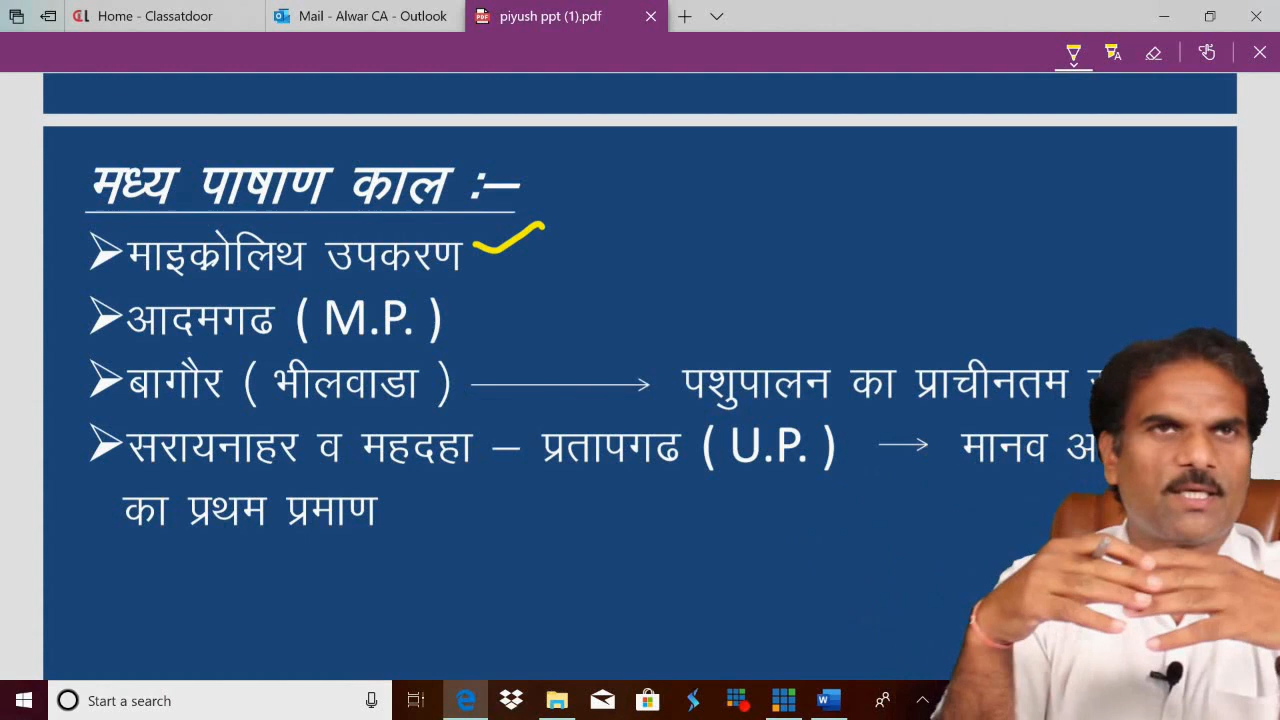 Home - Classatdoor
Mail - Alwar CA - Outlook
piyush ppt (1).pdf
मध्य पाषाण काल :–
माइक्रोलिथ उपकरण
आदमगढ ( M.P. )
बागौर ( भीलवाडा ) → पशुपालन का प्राचीनतम
सरायनाहर व महदहा – प्रतापगढ ( U.P. ) → मानव
का प्रथम प्रमाण
Start a search